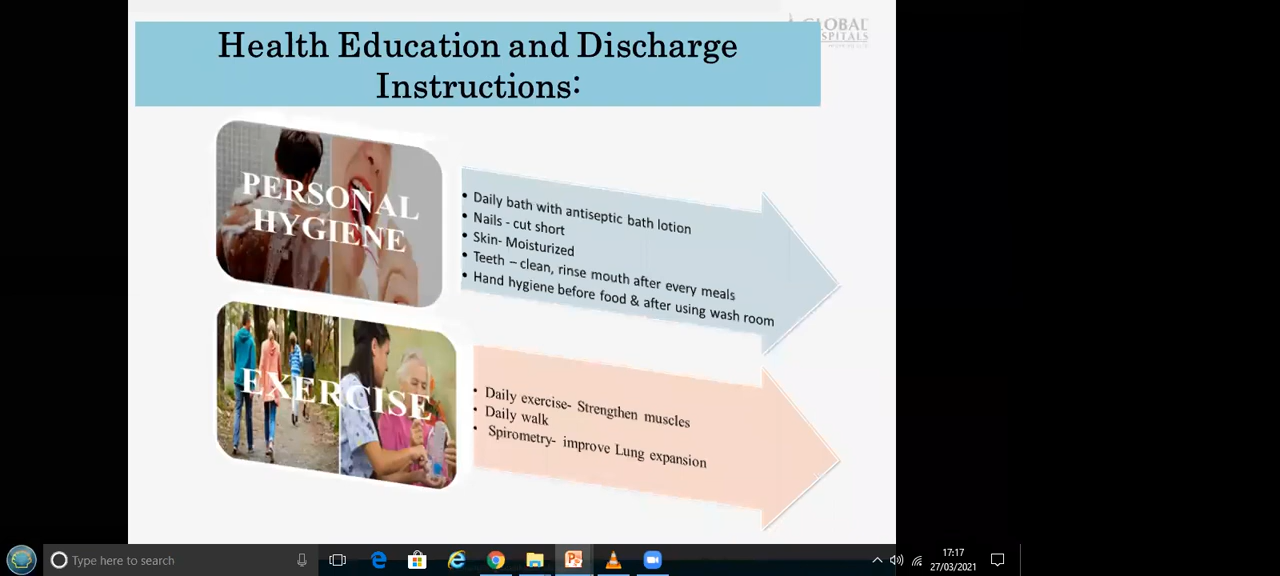 GLOBAL
SPITALS
Health Education and Discharge
Instructions:
PERSONAL
HYGIENE
• Daily bath with antiseptic bath lotion
• Nails - cut short
• Skin- Moisturized
• Teeth – clean, rinse mouth after every meals
• Hand hygiene before food & after using wash room
EXERCISE
• Daily exercise- Strengthen muscles
• Daily walk
• Spirometry- improve Lung expansion
Type here to search
17:17
27/03/2021